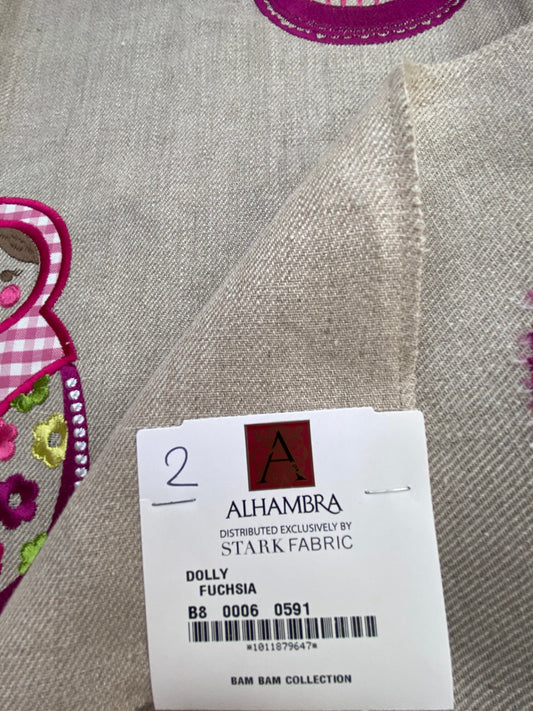 2
A
ALHAMBRA
DISTRIBUTED EXCLUSIVELY BY
STARK FABRIC
DOLLY
FUCHSIA
B8 0006 0591
*1011879647*
BAM BAM COLLECTION